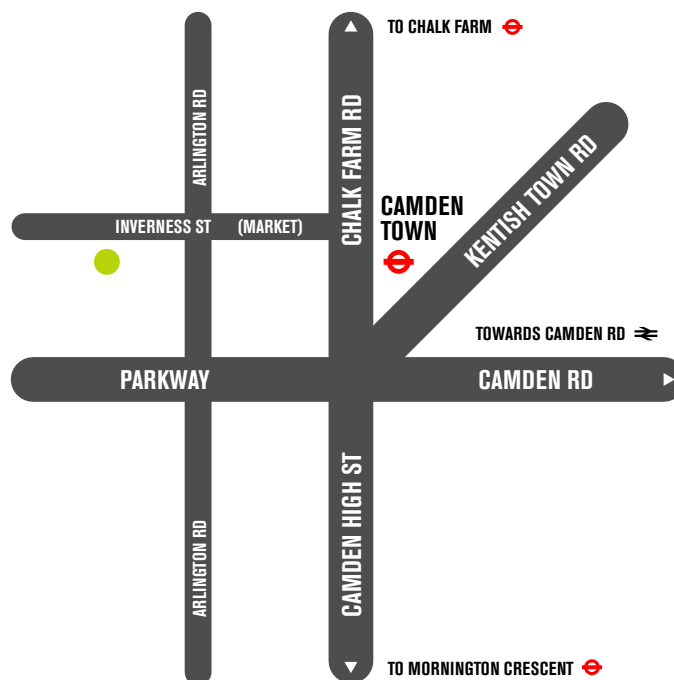 TO CHALK FARM
ARLINGTON RD
CHALK FARM RD
KENTISH TOWN RD
INVERNESS ST (MARKET)
CAMDEN
TOWN
TOWARDS CAMDEN RD
PARKWAY
CAMDEN RD
CAMDEN HIGH ST
ARLINGTON RD
TO MORNINGTON CRESCENT